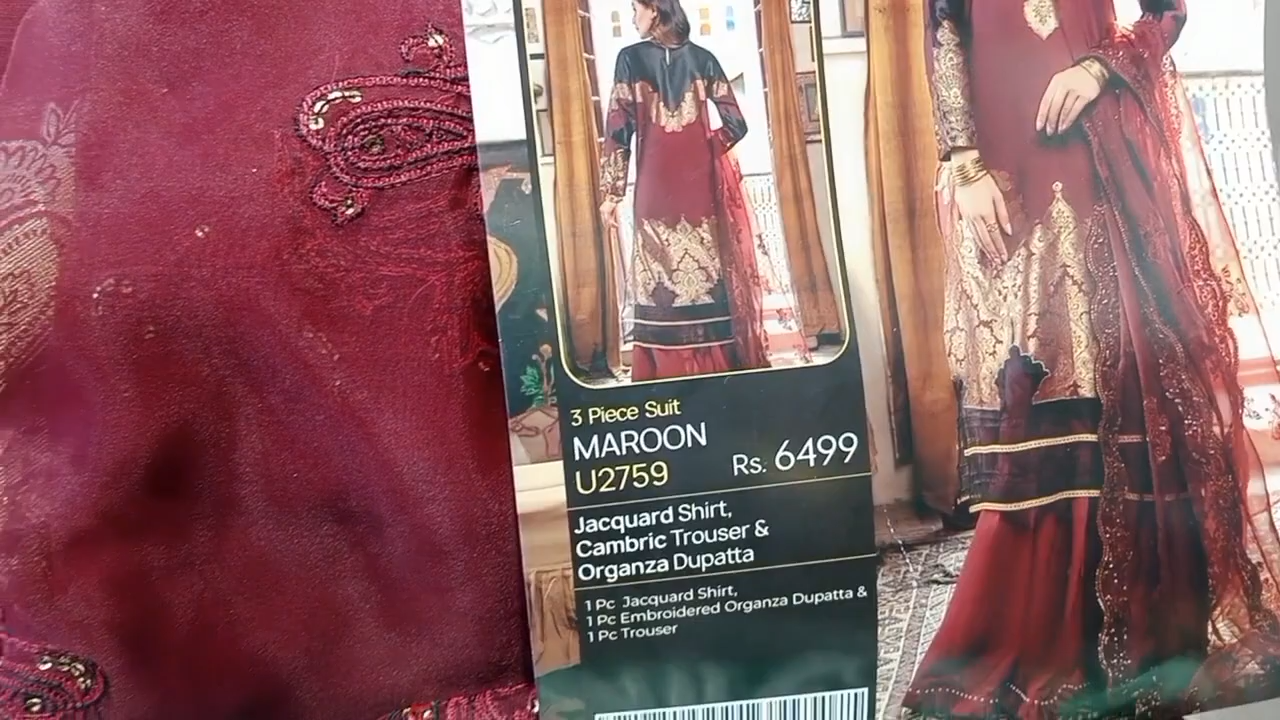 3 Piece Suit
MAROON
U2759
Rs. 6499
Jacquard Shirt,
Cambric Trouser &
Organza Dupatta
1 Pc Jacquard Shirt,
1 Pc Embroidered Organza Dupatta &
1 Pc Trouser